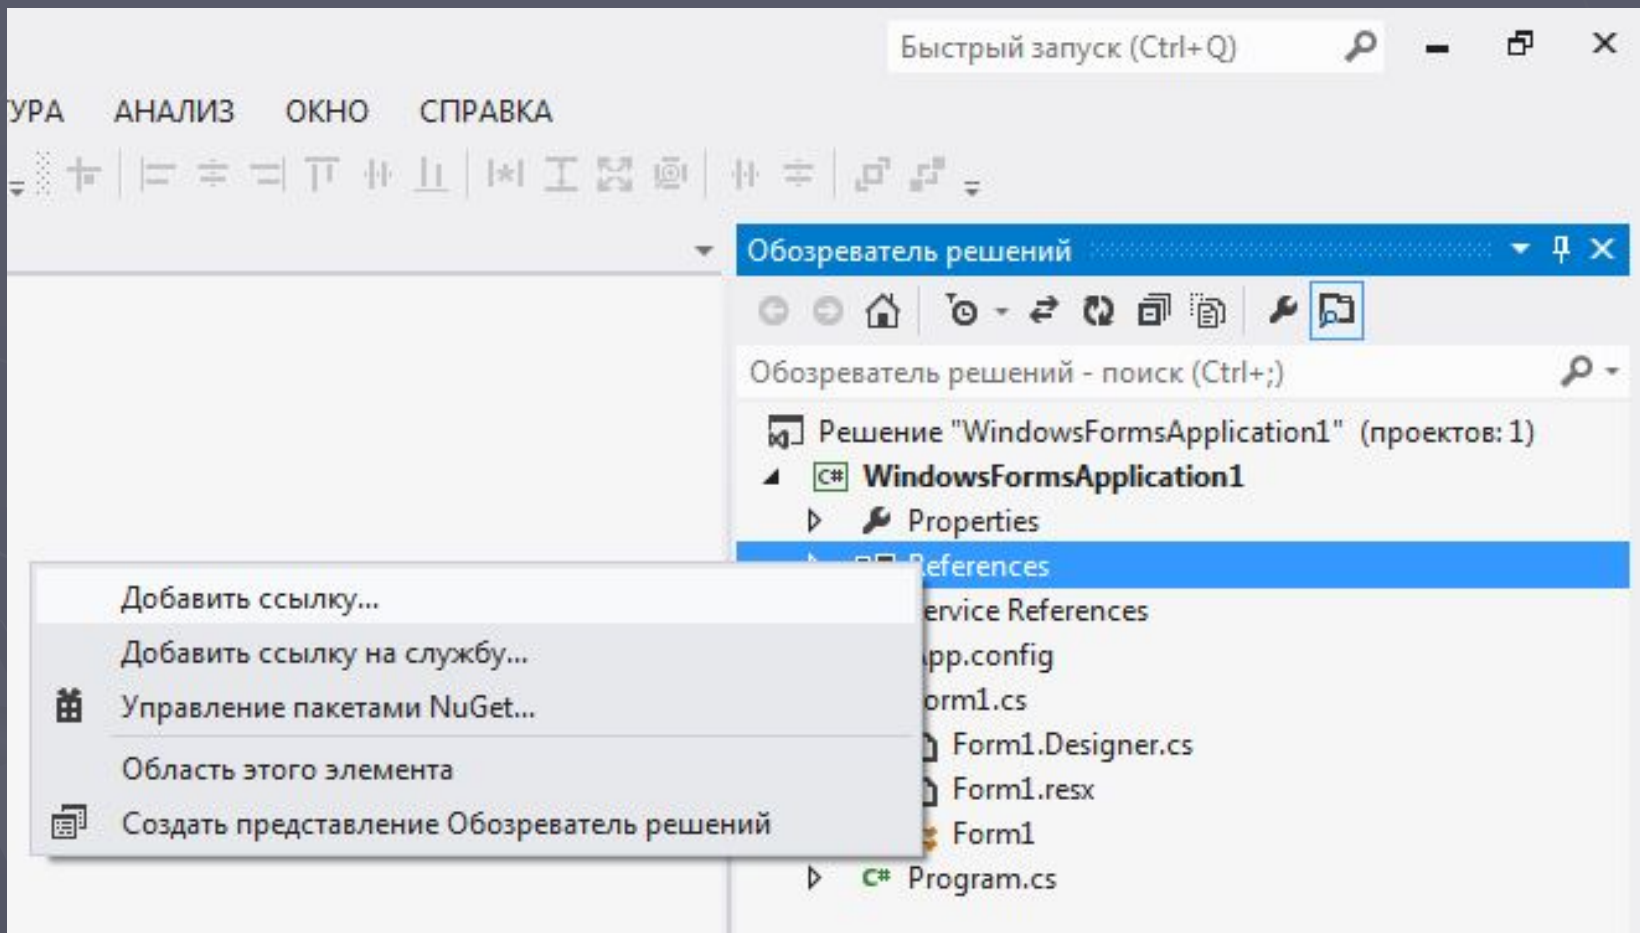 Быстрый запуск (Ctrl+Q)
УРА АНАЛИЗ ОКНО СПРАВКА
Обозреватель решений
Обозреватель решений - поиск (Ctrl+;)
Решение "WindowsFormsApplication1" (проектов: 1)
C# WindowsFormsApplication1
Properties
eferences
ervice References
pp.config
orm1.cs
Form1.Designer.cs
Form1.resx
Form1
C# Program.cs
Добавить ссылку...
Добавить ссылку на службу...
Управление пакетами NuGet...
Область этого элемента
Создать представление Обозреватель решений